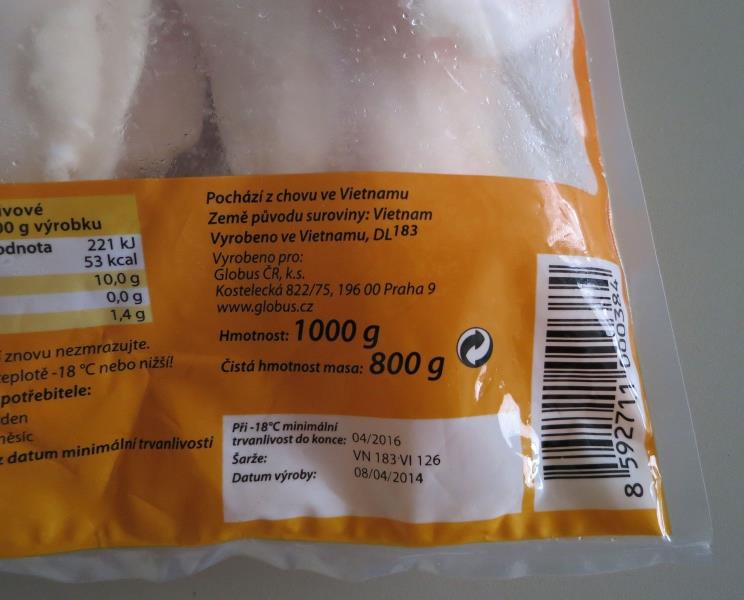 Pochází z chovu ve Vietnamu
Země původu suroviny: Vietnam
Vyrobeno ve Vietnamu, DL183
Vyrobeno pro:
Globus ČR, k.s.
Kostelecká 822/75, 196 00 Praha 9
www.globus.cz
Hmotnost: 1000 g
Čistá hmotnost masa: 800 g
ivové
00 g výrobku
odnota 221 kJ
53 kcal
10,0 g
0,0 g
1,4 g
znovu nezmrazujte.
eplotě -18 °C nebo nižší!
potřebitele:
den
měsíc
z datum minimální trvanlivosti
Při -18°C minimální
trvanlivost do konce: 04/2016
Šarže: VN 183 VI 126
Datum výroby: 08/04/2014
8 592711 000384